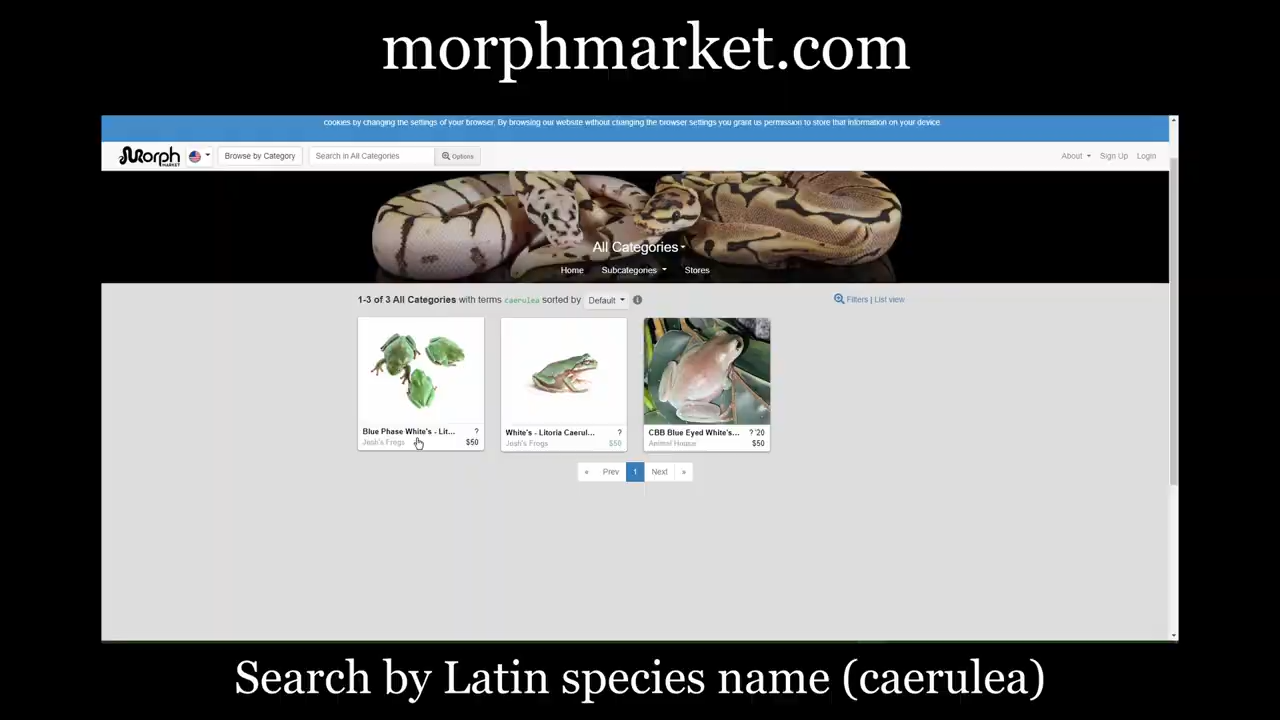 morphmarket.com
cookies by changing the settings of your browser. By browsing our website without changing the browser settings you grant us permission to store that information on your device.
Morph MARKET Browse by Category Search in All Categories Options About Sign Up Login
All Categories
Home Subcategories Stores
1-3 of 3 All Categories with terms caerulea sorted by Default Filters | List view
Blue Phase White's - Lit... ?
Josh's Frogs $50
White's - Litoria Caerul... ?
Josh's Frogs $50
CBB Blue Eyed White's... ? '20
Animal House $50
« Prev 1 Next »
Search by Latin species name (caerulea)